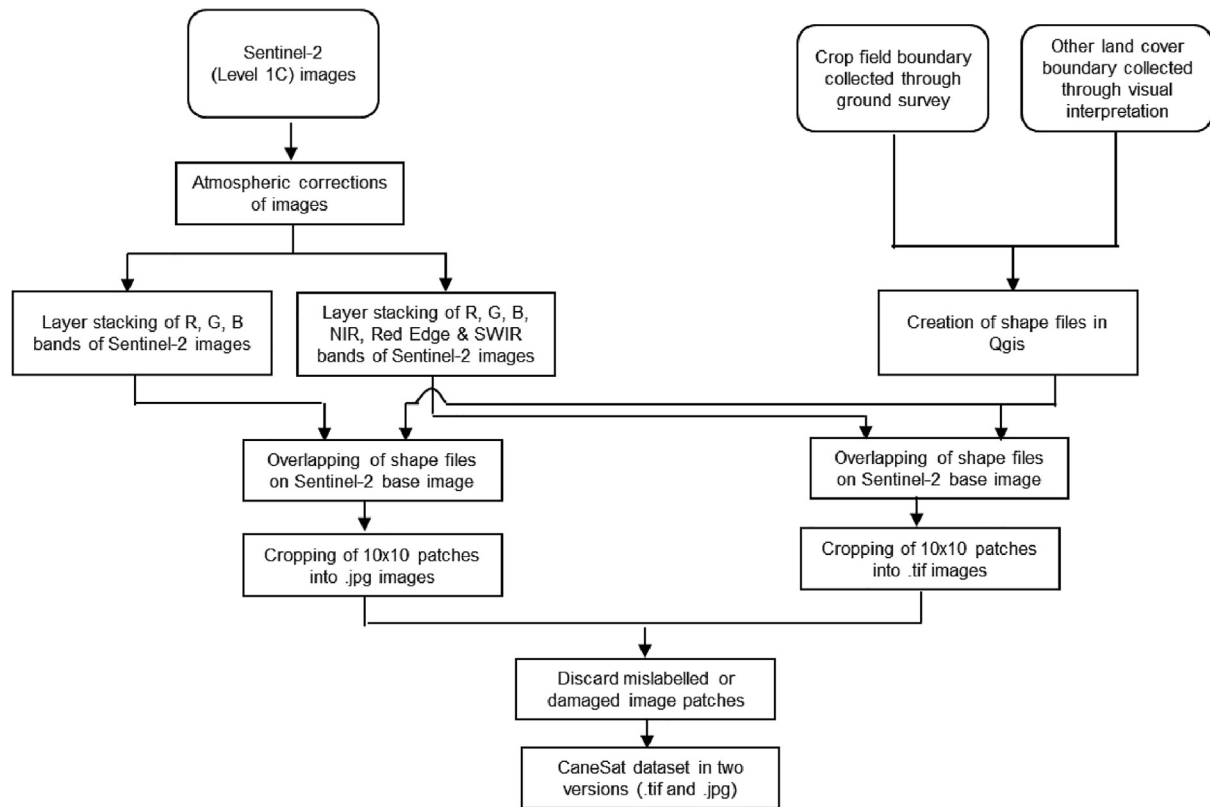 Sentinel-2
(Level 1C) images
Crop field boundary
collected through
ground survey
Other land cover
boundary collected
through visual
interpretation
Atmospheric corrections
of images
Layer stacking of R, G, B
bands of Sentinel-2 images
Layer stacking of R, G, B,
NIR, Red Edge & SWIR
bands of Sentinel-2 images
Creation of shape files in
Qgis
Overlapping of shape files
on Sentinel-2 base image
Overlapping of shape files
on Sentinel-2 base image
Cropping of 10x10 patches
into .jpg images
Cropping of 10x10 patches
into .tif images
Discard mislabelled or
damaged image patches
CaneSat dataset in two
versions (.tif and .jpg)